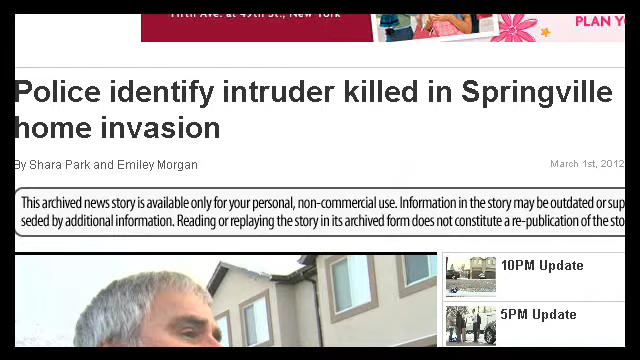 Fifth Ave. at 49th St., New York
PLAN YO
Police identify intruder killed in Springville
home invasion
By Shara Park and Emiley Morgan
March 1st, 2012
This archived news story is available only for your personal, non-commercial use. Information in the story may be outdated or sup
seded by additional information. Reading or replaying the story in its archived form does not constitute a re-publication of the sto
10PM Update
5PM Update